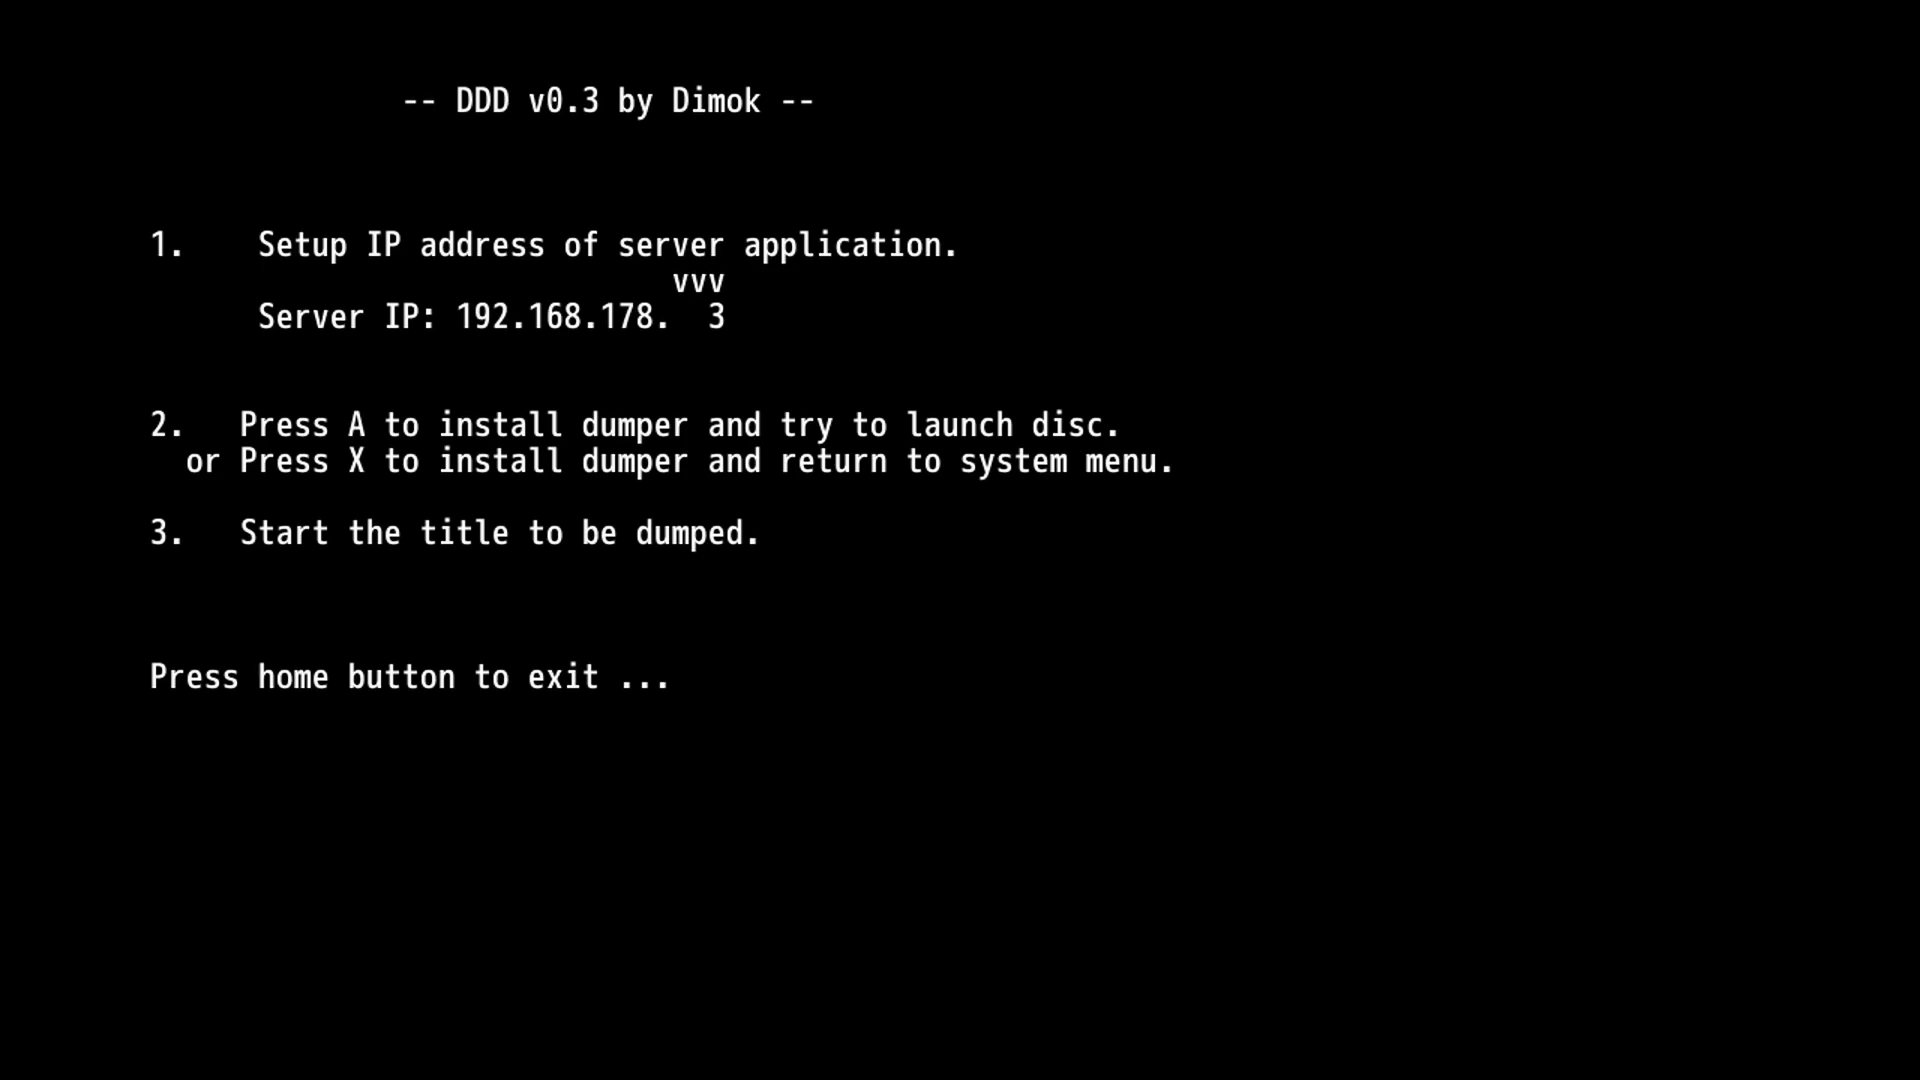 -- DDD v0.3 by Dimok --
1.    Setup IP address of server application.
vvv
Server IP: 192.168.178.  3
2.   Press A to install dumper and try to launch disc.
or Press X to install dumper and return to system menu.
3.   Start the title to be dumped.
Press home button to exit ...